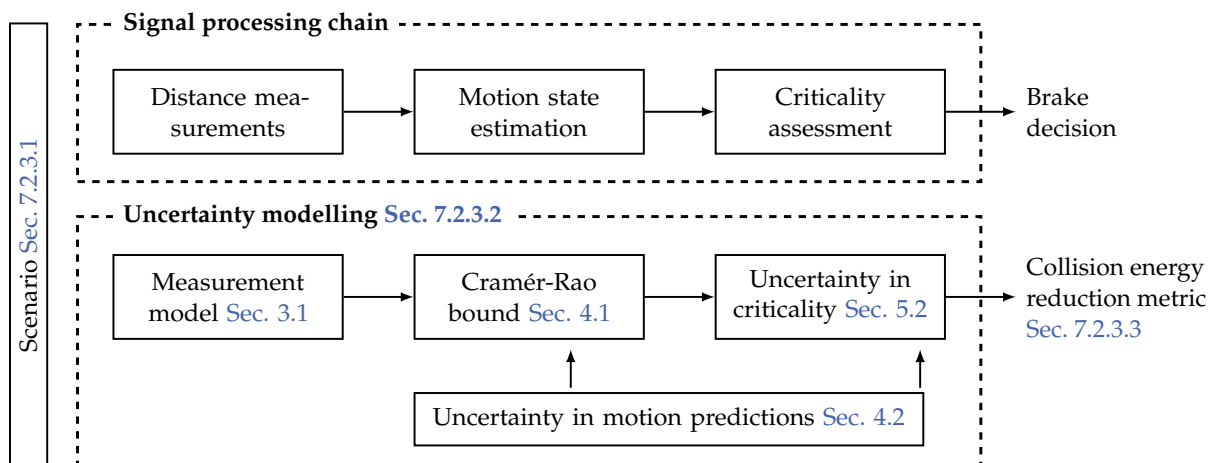 Scenario Sec. 7.2.3.1
Signal processing chain
Distance mea-
surements
Motion state
estimation
Criticality
assessment
Brake
decision
Uncertainty modelling Sec. 7.2.3.2
Measurement
model Sec. 3.1
Cramér-Rao
bound Sec. 4.1
Uncertainty in
criticality Sec. 5.2
Collision energy
reduction metric
Sec. 7.2.3.3
Uncertainty in motion predictions Sec. 4.2